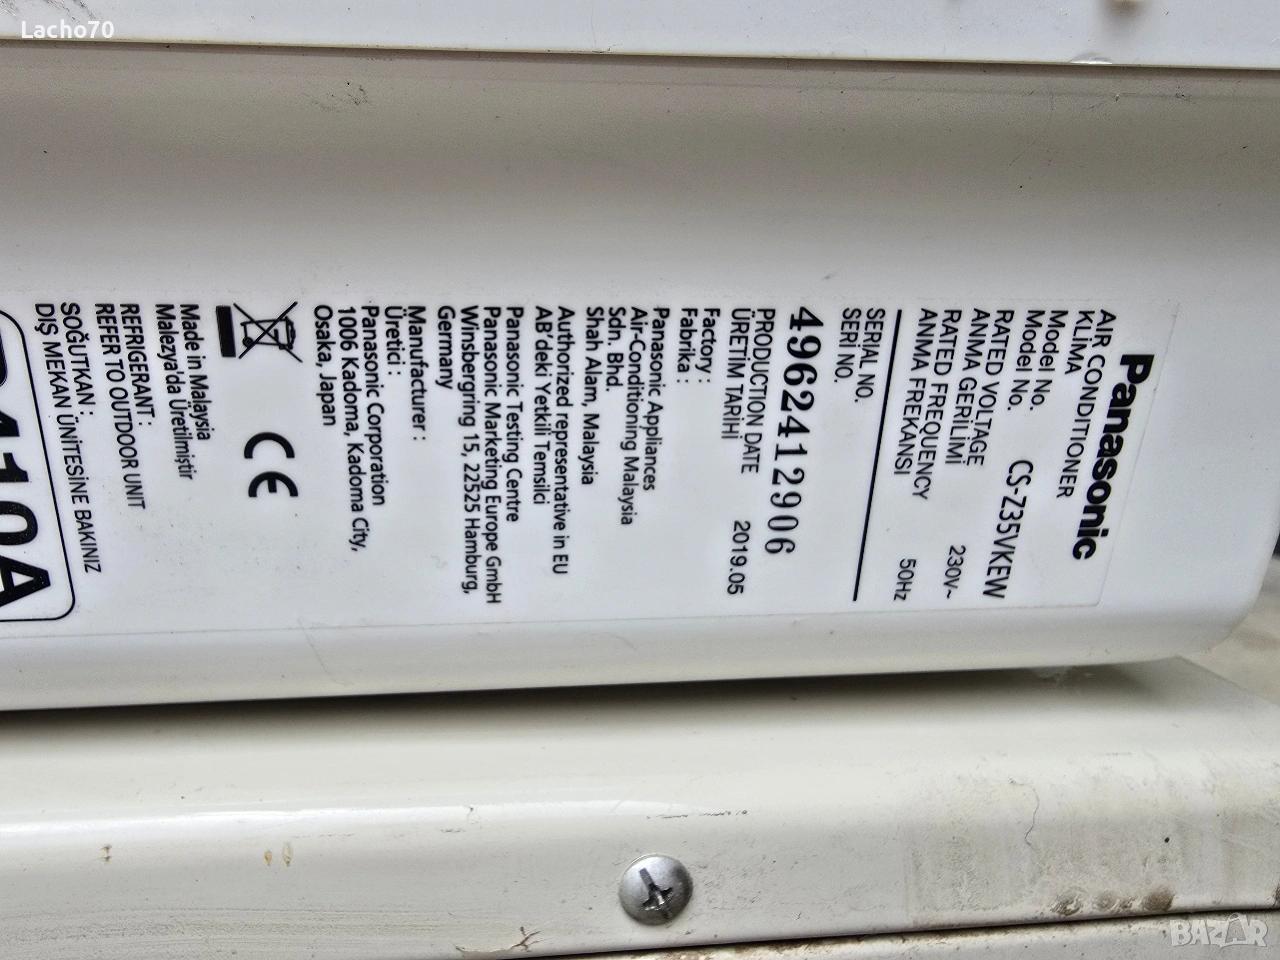 Lacho70
Panasonic
AIR CONDITIONER
KLİMA
Model No.
Model No. CS-Z35VKEW
RATED VOLTAGE
ANMA GERİLİMİ 230V~
RATED FREQUENCY
ANMA FREKANSI 50Hz
SERIAL NO.
SERİ NO.
4962412906
PRODUCTION DATE
ÜRETİM TARİHİ 2019.05
Factory :
Fabrika :
Panasonic Appliances
Air-Conditioning Malaysia
Sdn. Bhd.
Shah Alam, Malaysia
Authorized representative in EU
AB'deki Yetkili Temsilci
Panasonic Testing Centre
Panasonic Marketing Europe GmbH
Winsbergring 15, 22525 Hamburg,
Germany
Manufacturer :
Üretici :
Panasonic Corporation
1006 Kadoma, Kadoma City,
Osaka, Japan
CE
Made in Malaysia
Malezya'da Üretilmiştir
REFRIGERANT :
REFER TO OUTDOOR UNIT
SOĞUTKAN :
DIŞ MEKAN ÜNİTESİNE BAKINIZ
R410A
BAZAR